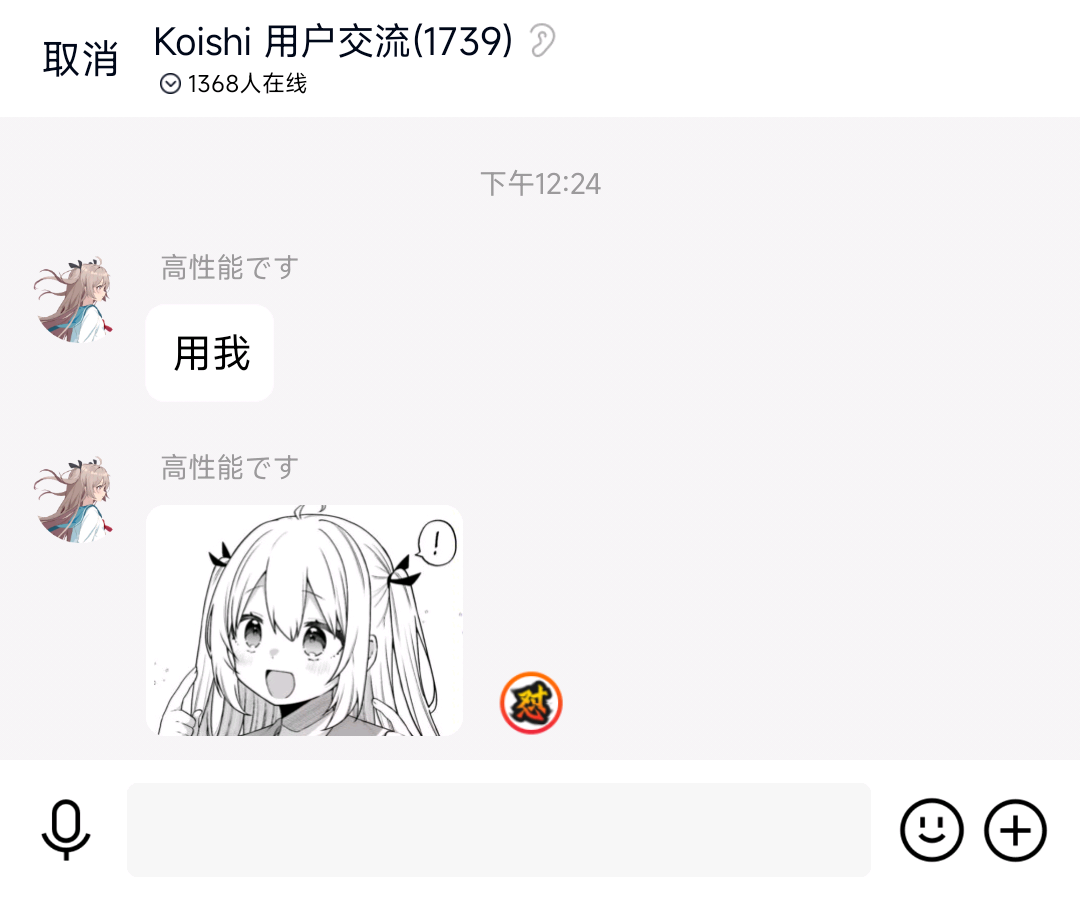 取消
Koishi 用户交流(1739)
1368人在线
下午12:24
高性能です
用我
高性能です
!
怼